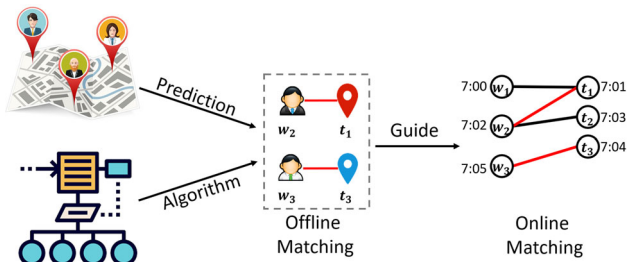 Prediction
Algorithm
w₂ t₁
w₃ t₃
Offline
Matching
Guide
7:00 w₁ t₁ 7:01
7:02 w₂ t₂ 7:03
7:05 w₃ t₃ 7:04
Online
Matching